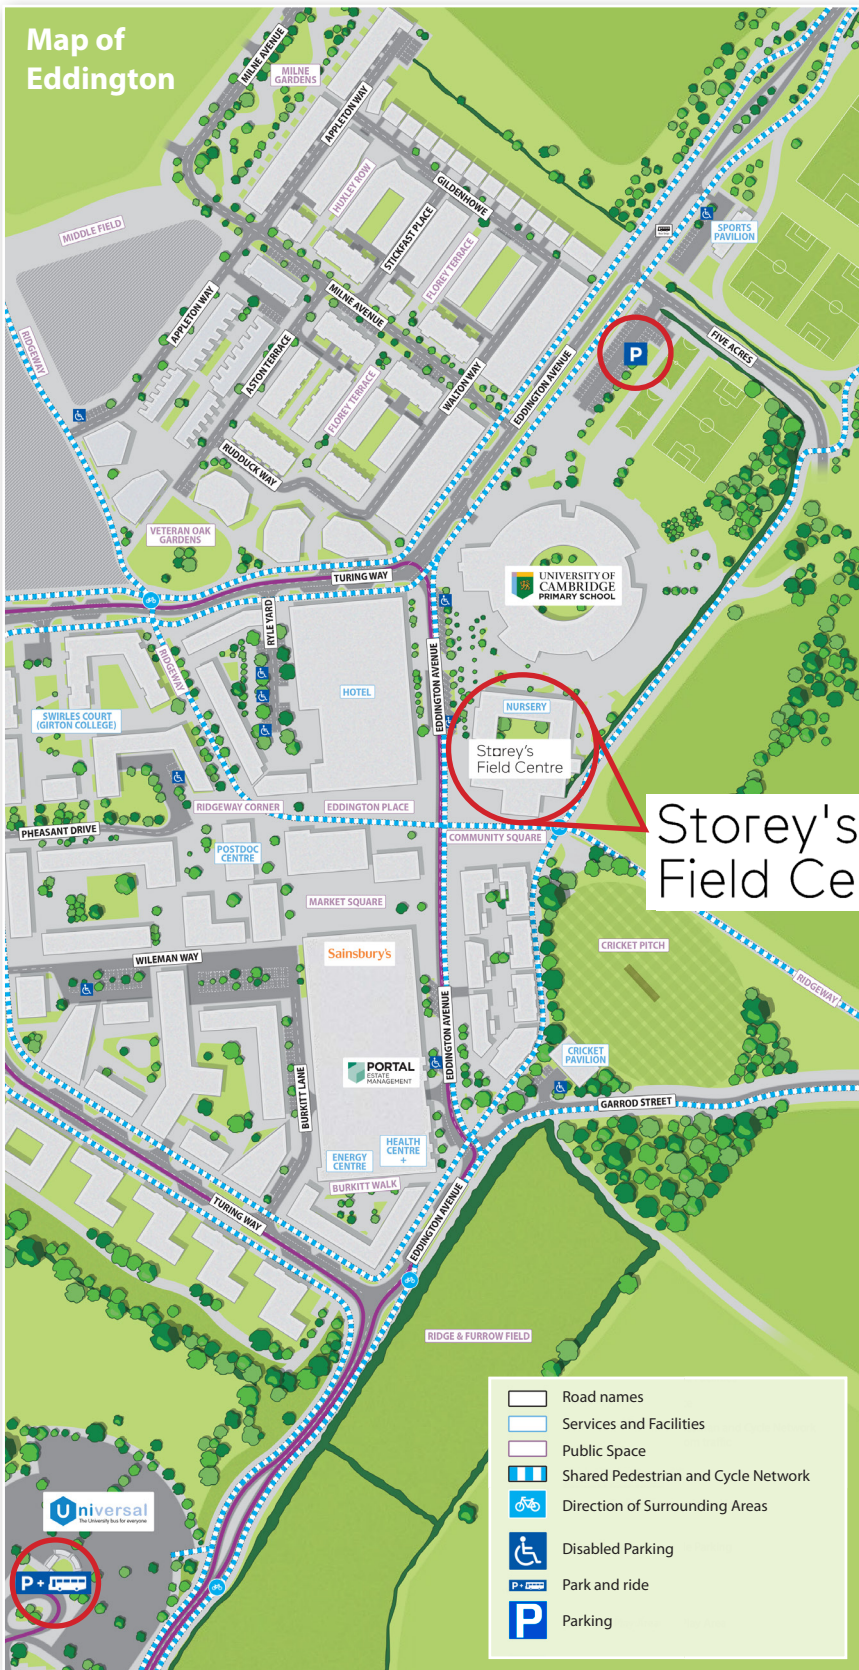 Map of
Eddington
MILNE AVENUE
MILNE
GARDENS
APPLETON WAY
HUXLEY ROW
GILDENHOWE
STICKFAST PLACE
FLOREY TERRACE
MIDDLE FIELD
SPORTS
PAVILION
MILNE AVENUE
APPLETON WAY
RIDGEWAY
ASTON TERRACE
FLOREY TERRACE
WALTON WAY
EDDINGTON AVENUE
P
FIVE ACRES
RUDDUCK WAY
VETERAN OAK
GARDENS
TURING WAY
UNIVERSITY OF
CAMBRIDGE
PRIMARY SCHOOL
RYLE YARD
RIDGEWAY
EDDINGTON AVENUE
HOTEL
NURSERY
SWIRLES COURT
(GIRTON COLLEGE)
Storey's
Field Centre
RIDGEWAY CORNER
EDDINGTON PLACE
PHEASANT DRIVE
COMMUNITY SQUARE
Storey's
Field Ce
POSTDOC
CENTRE
MARKET SQUARE
CRICKET PITCH
Sainsbury's
WILEMAN WAY
RIDGEWAY
EDDINGTON AVENUE
CRICKET
PAVILION
PORTAL
ESTATE
MANAGEMENT
BURKITT LANE
GARROD STREET
HEALTH
CENTRE
+
ENERGY
CENTRE
BURKITT WALK
TURING WAY
EDDINGTON AVENUE
RIDGE & FURROW FIELD
Universal
The University bus for everyone
P+
Road names
Services and Facilities
Public Space
Shared Pedestrian and Cycle Network
Direction of Surrounding Areas
Disabled Parking
P+ Park and ride
P Parking